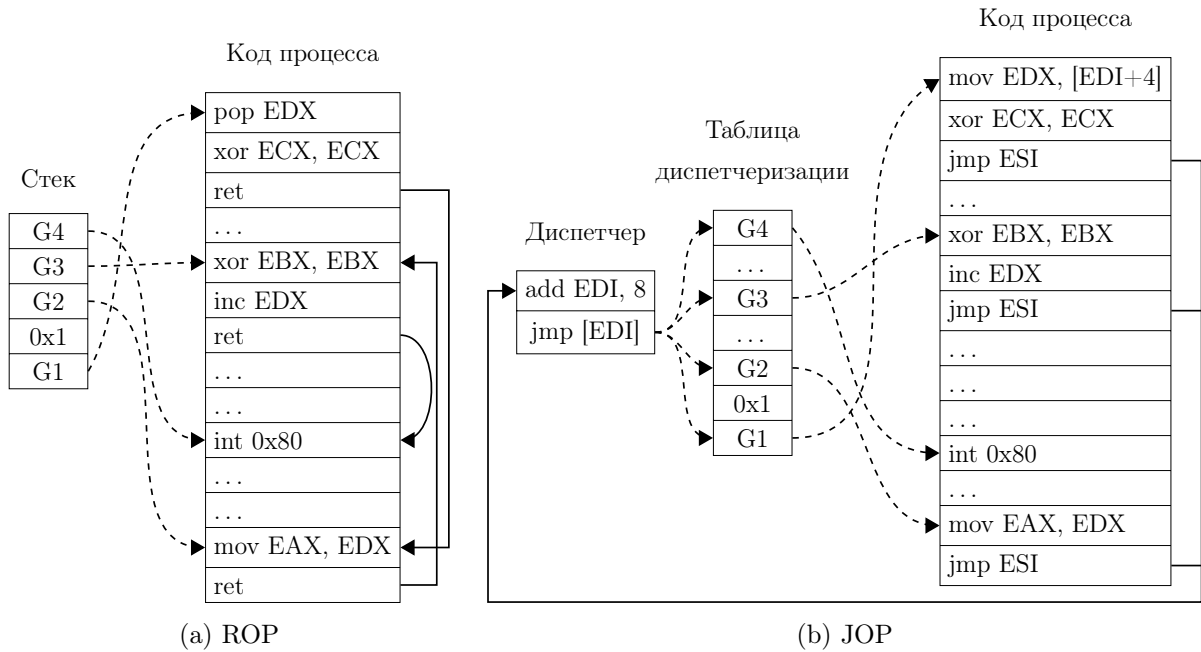 Код процесса
pop EDX
xor ECX, ECX
ret
...
xor EBX, EBX
inc EDX
ret
...
...
int 0x80
...
...
mov EAX, EDX
ret
Стек
G4
G3
G2
0x1
G1
(a) ROP
Код процесса
mov EDX, [EDI+4]
xor ECX, ECX
jmp ESI
...
xor EBX, EBX
inc EDX
jmp ESI
...
...
...
int 0x80
...
mov EAX, EDX
jmp ESI
Таблица
диспетчеризации
G4
...
G3
...
G2
0x1
G1
Диспетчер
add EDI, 8
jmp [EDI]
(b) JOP